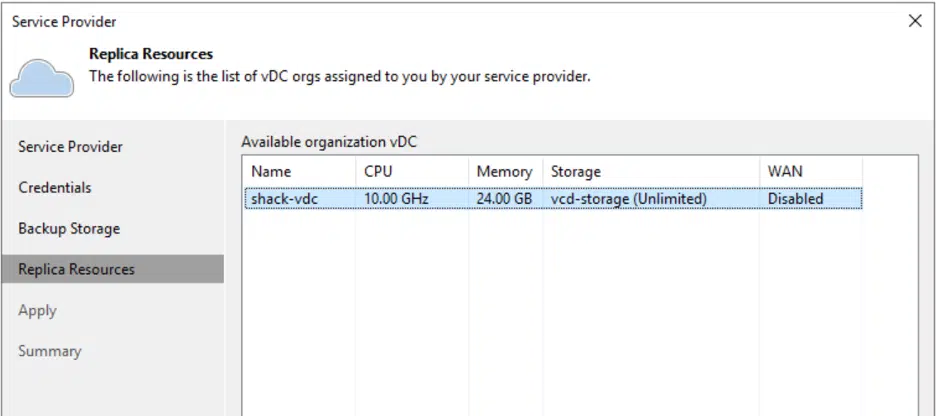 Service Provider
Replica Resources
The following is the list of vDC orgs assigned to you by your service provider.
Service Provider
Credentials
Backup Storage
Replica Resources
Apply
Summary
Available organization vDC
Name CPU Memory Storage WAN
shack-vdc 10.00 GHz 24.00 GB vcd-storage (Unlimited) Disabled